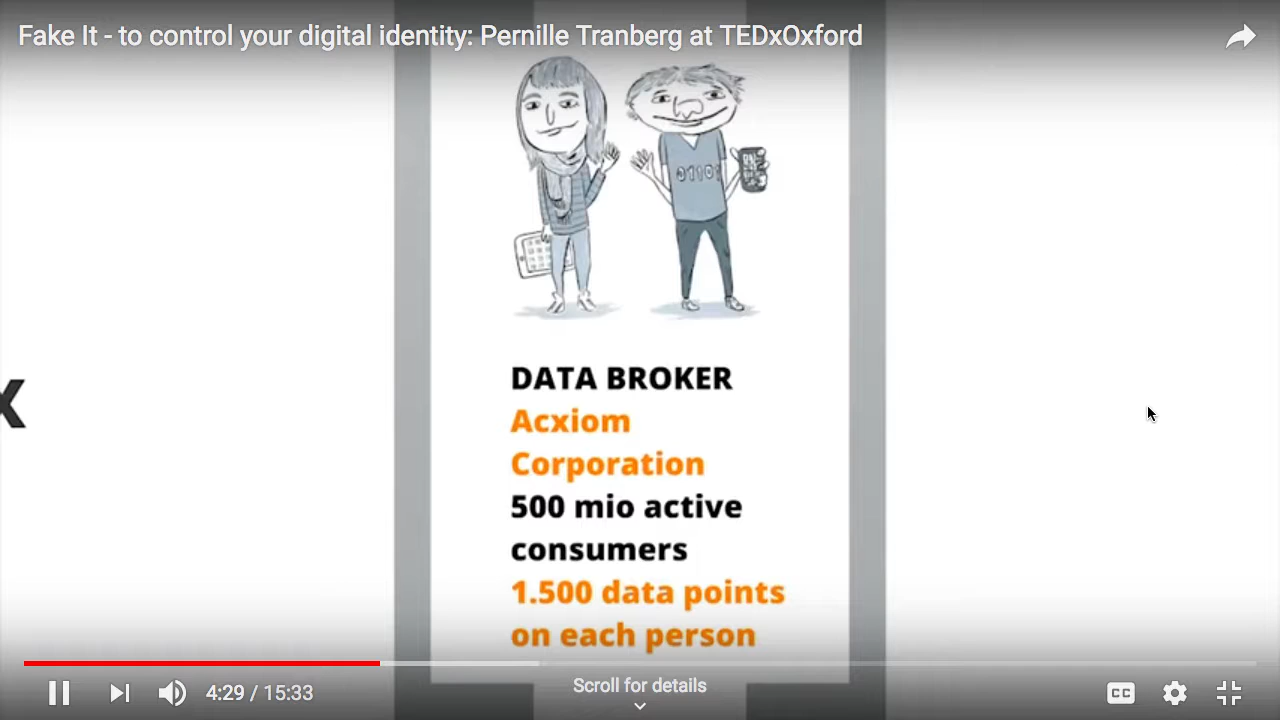 Fake It - to control your digital identity: Pernille Tranberg at TEDxOxford
01101
x
DATA BROKER
Acxiom
Corporation
500 mio active
consumers
1.500 data points
on each person
4:29 / 15:33
Scroll for details
CC